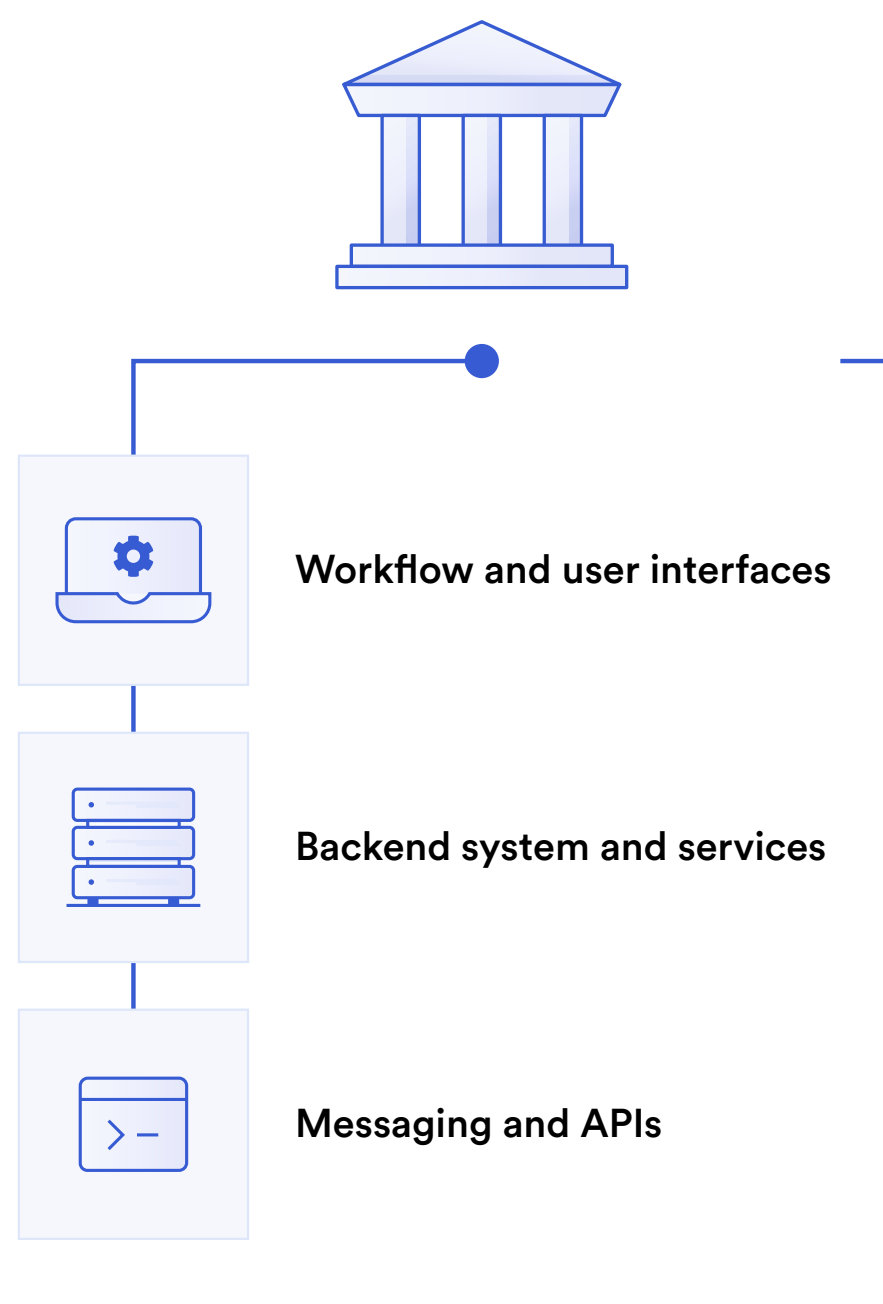 Workflow and user interfaces
Backend system and services
Messaging and APIs